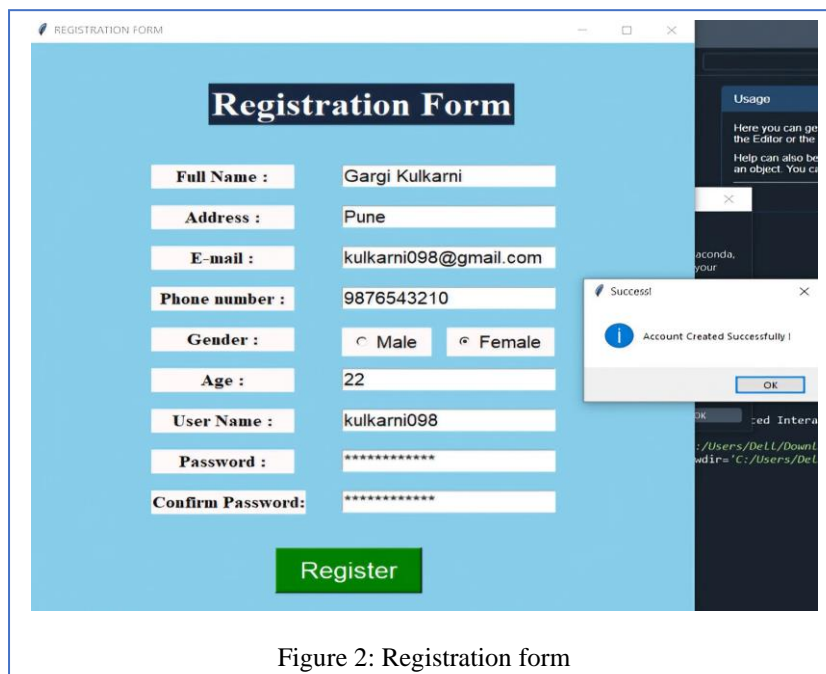 REGISTRATION FORM
Registration Form
Full Name :
Gargi Kulkarni
Address :
Pune
E-mail :
kulkarni098@gmail.com
Phone number :
9876543210
Gender :
Male
Female
Age :
22
User Name :
kulkarni098
Password :
************
Confirm Password:
************
Register
Usage
Here you can ge
the Editor or the
Help can also be
an object. You ca
aconda,
your
Success!
Account Created Successfully !
OK
OK
ced Intera
:/Users/Dell/Downl
wdir='C:/Users/Del
Figure 2: Registration form